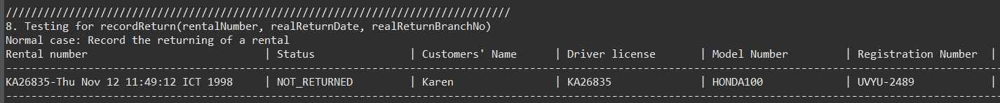 ////////////////////////////////////////////////////////////////////////////////
8. Testing for recordReturn(rentalNumber, realReturnDate, realReturnBranchNo)
Normal case: Record the returning of a rental
Rental number | Status | Customers' Name | Driver license | Model Number | Registration Number |
--------------------------------------------------------------------------------------------------------------------------------------------------------------
KA26835-Thu Nov 12 11:49:12 ICT 1998 | NOT_RETURNED | Karen | KA26835 | HONDA100 | UVYU-2489 |
--------------------------------------------------------------------------------------------------------------------------------------------------------------